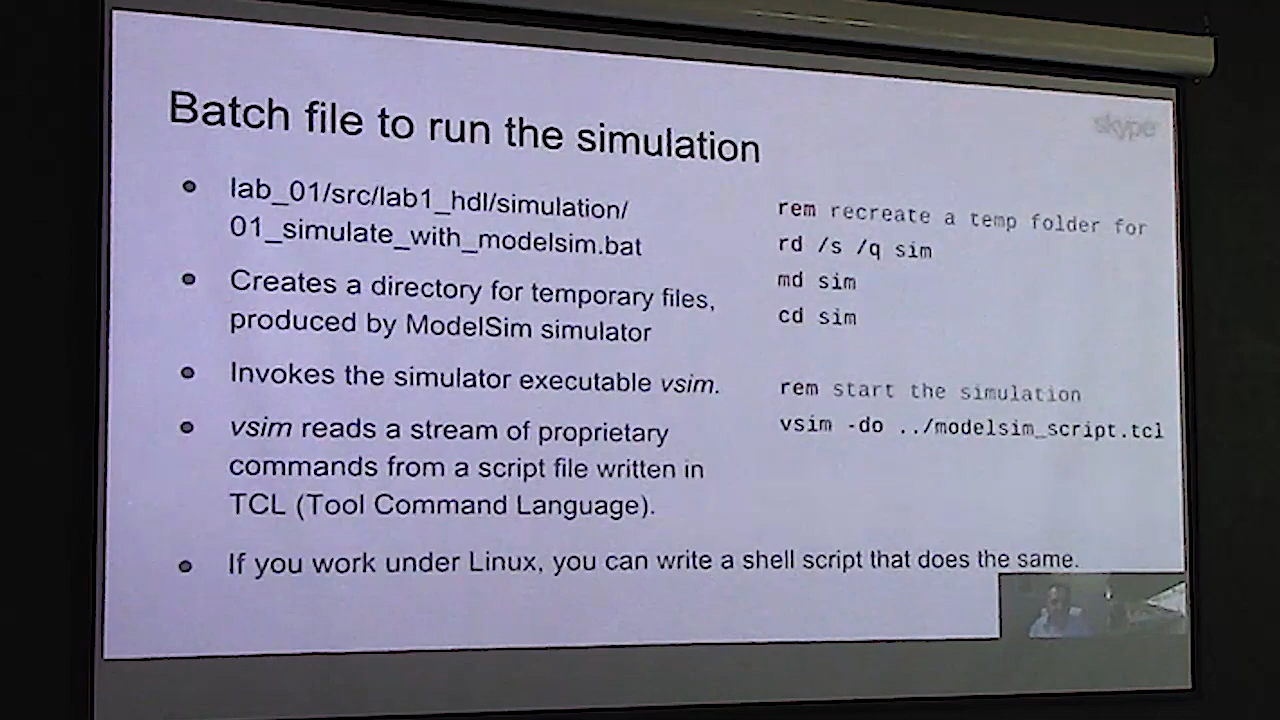 Batch file to run the simulation
skype
lab_01/src/lab1_hdl/simulation/
01_simulate_with_modelsim.bat
Creates a directory for temporary files,
produced by ModelSim simulator
Invokes the simulator executable vsim.
vsim reads a stream of proprietary
commands from a script file written in
TCL (Tool Command Language).
If you work under Linux, you can write a shell script that does the same.
rem recreate a temp folder for
rd /s /q sim
md sim
cd sim
rem start the simulation
vsim -do ../modelsim_script.tcl